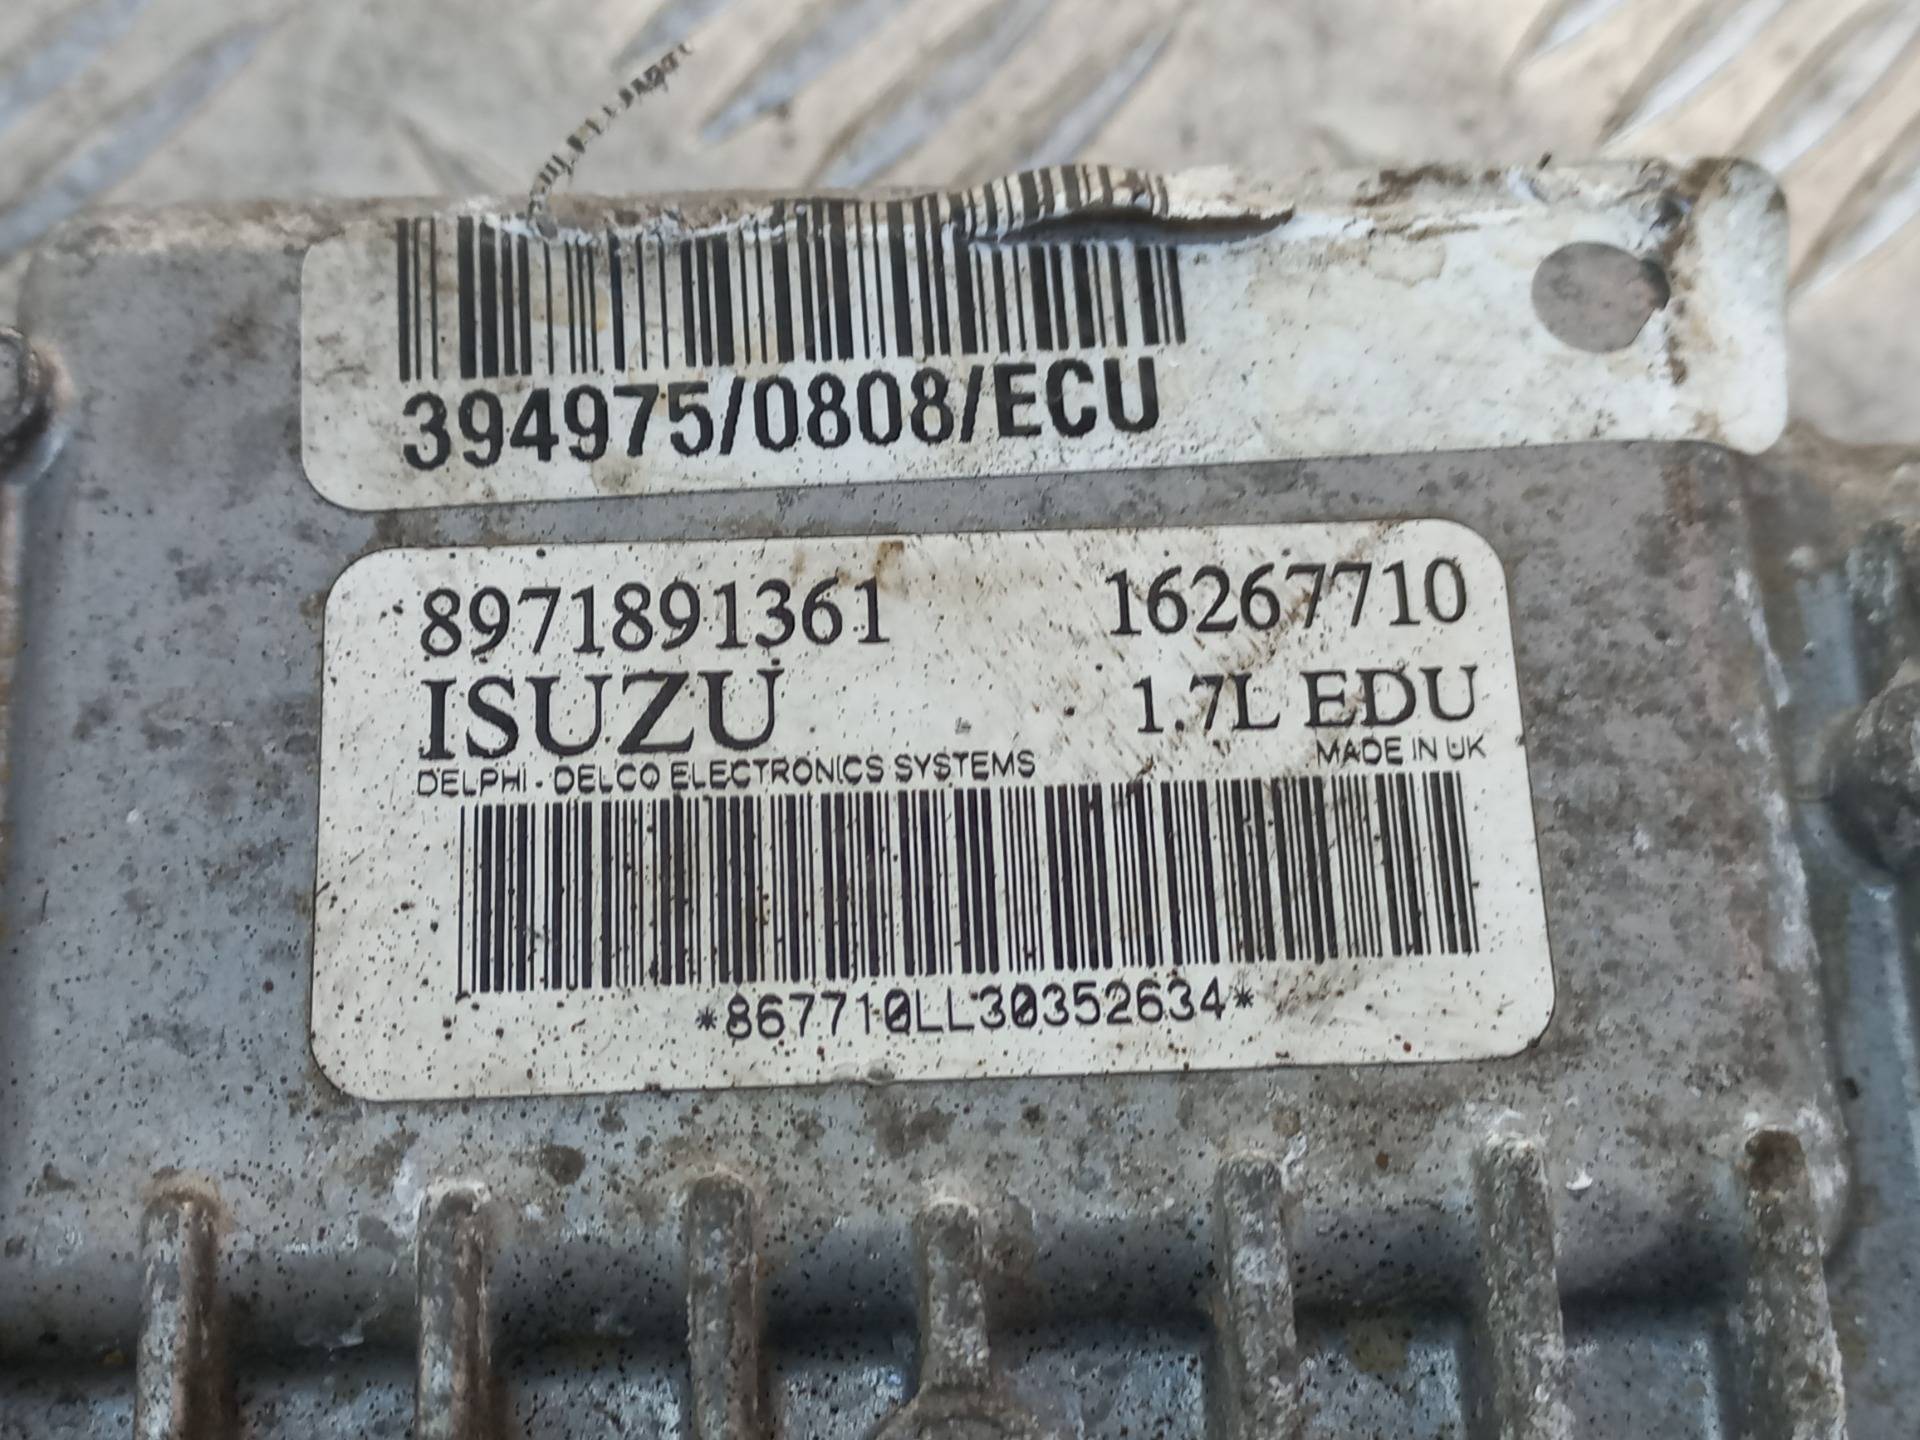 394975/0808/ECU
8971891361 16267710
ISUZU 1.7L EDU
DELPHI - DELCO ELECTRONICS SYSTEMS MADE IN UK
*867710LL30352634*